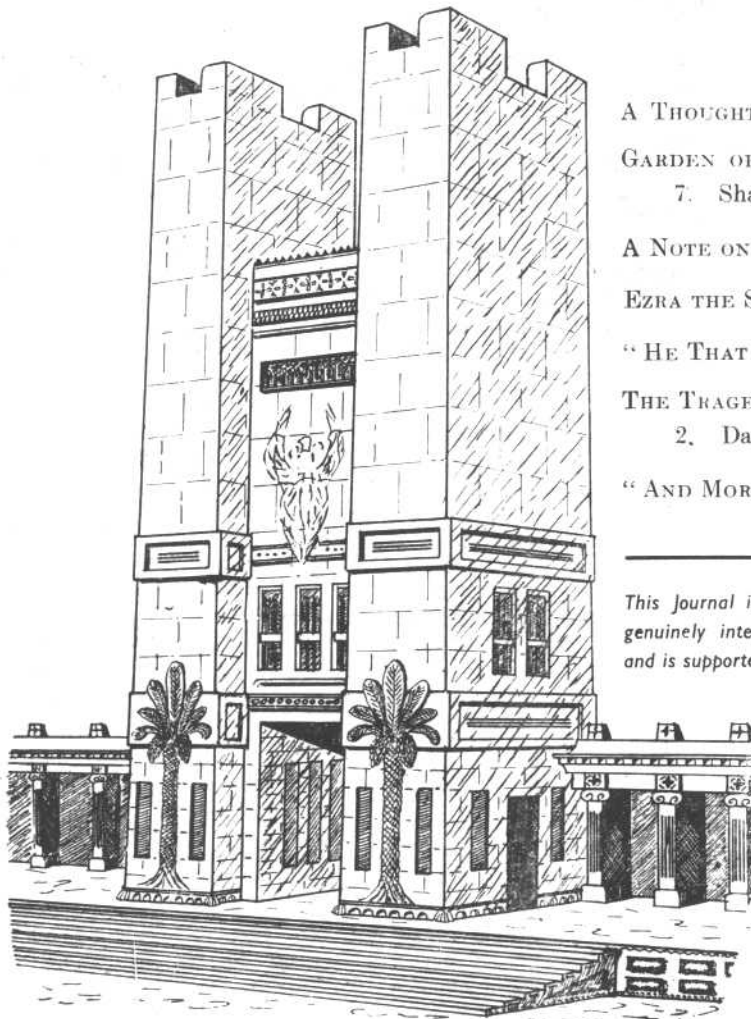 A THOUGHT
GARDEN OF
7. Sha
A NOTE ON
EZRA THE S
“ HE THAT
THE TRAGE
2. Da
“ AND MOR
This Journal i
genuinely inte
and is supporte